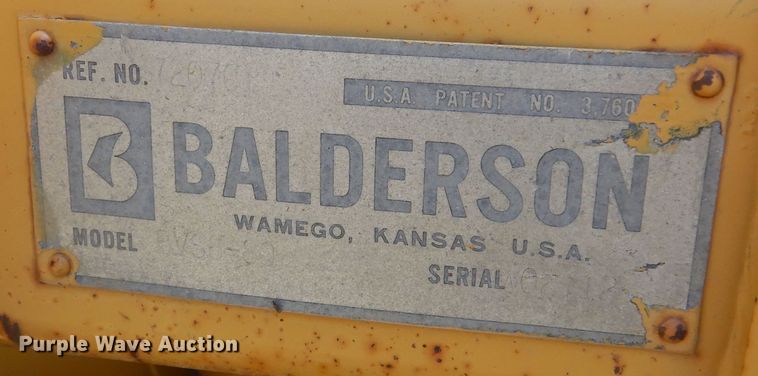 REF. NO.
U.S.A. PATENT NO. 3,760
B BALDERSON
WAMEGO, KANSAS U.S.A.
MODEL
SERIAL
Purple Wave Auction